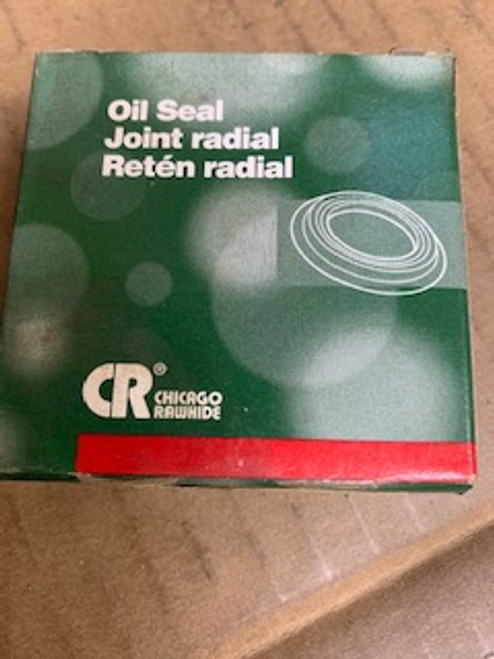 Oil Seal
Joint radial
Retén radial
CR®
CHICAGO
RAWHIDE